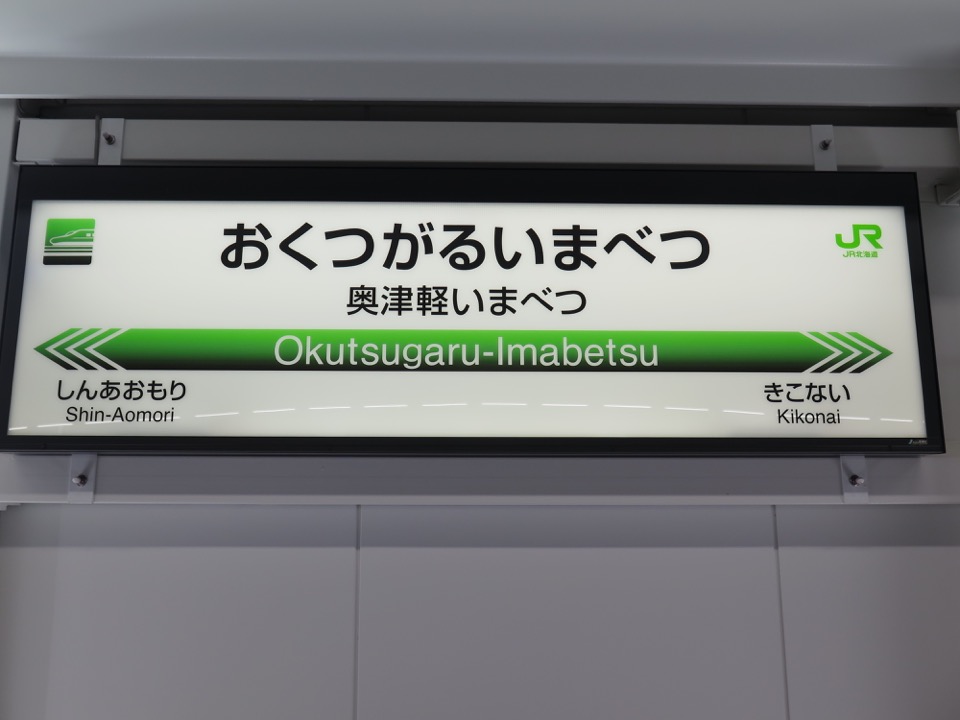 おくつがるいまべつ
JR
JR北海道
奥津軽いまべつ
Okutsugaru-Imabetsu
しんあおもり
Shin-Aomori
きこない
Kikonai